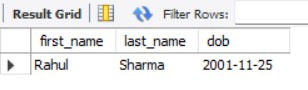 Result Grid Filter Rows:
first_name last_name dob
Rahul Sharma 2001-11-25